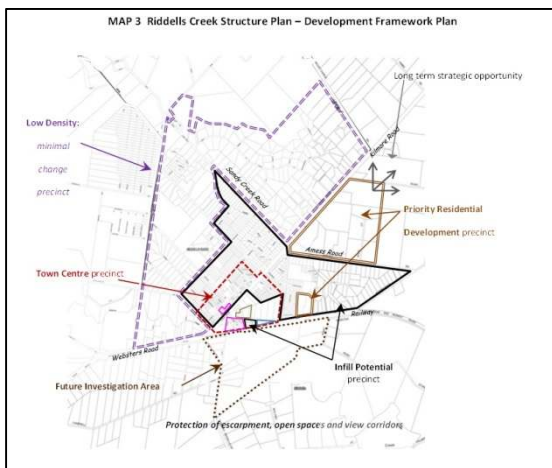 MAP 3 Riddells Creek Structure Plan – Development Framework Plan
Long term strategic opportunity
Low Density:
minimal
change
precinct
Kilmore Road
Sandy Creek Road
Priority Residential
Development precinct
Amess Road
Town Centre precinct
Railway
Websters Road
Infill Potential
precinct
Future Investigation Area
Protection of escarpment, open spaces and view corridors